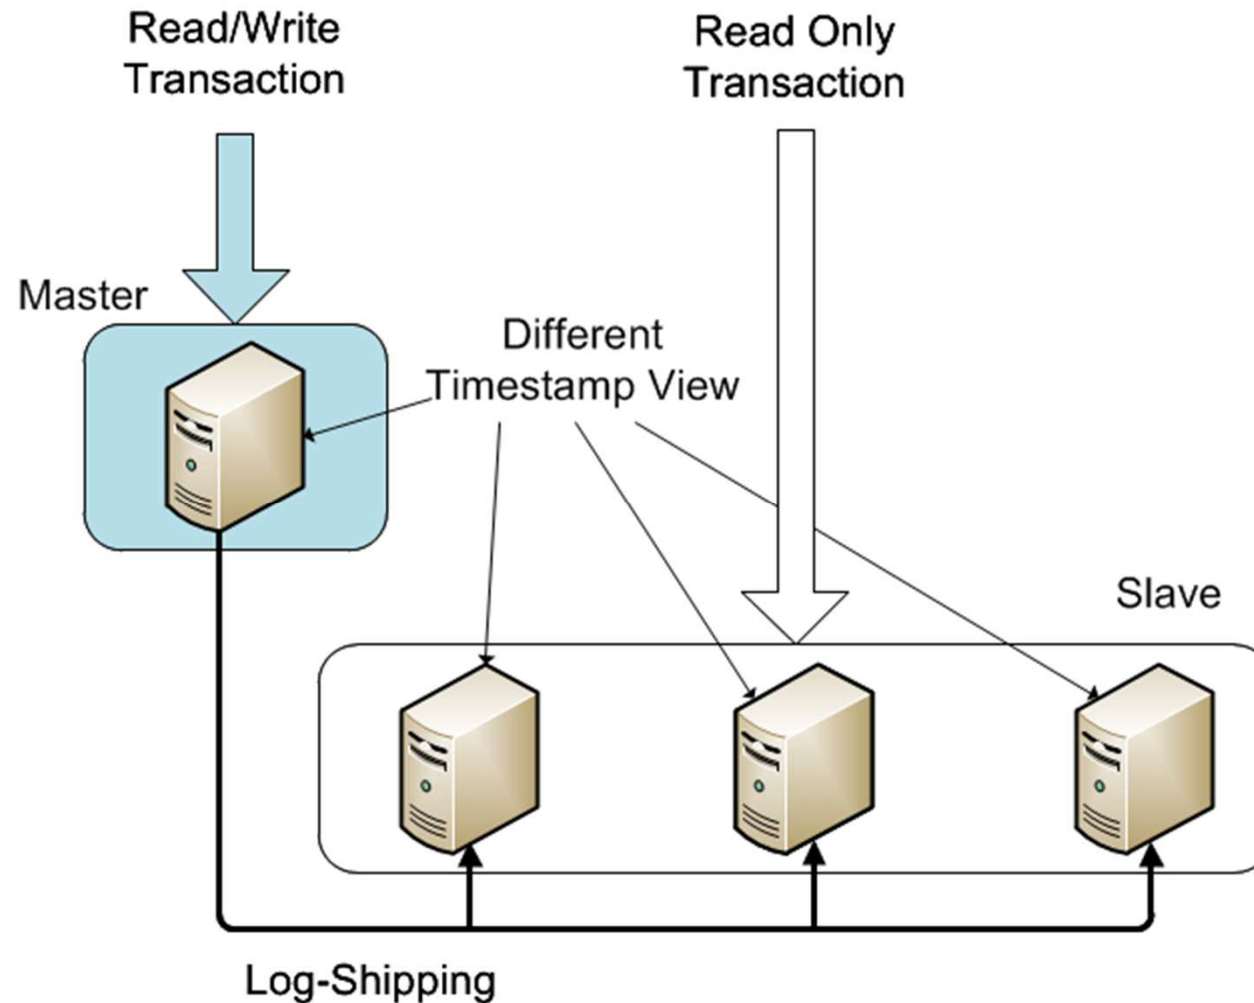 Read/Write
Transaction
Read Only
Transaction
Master
Different
Timestamp View
Slave
Log-Shipping